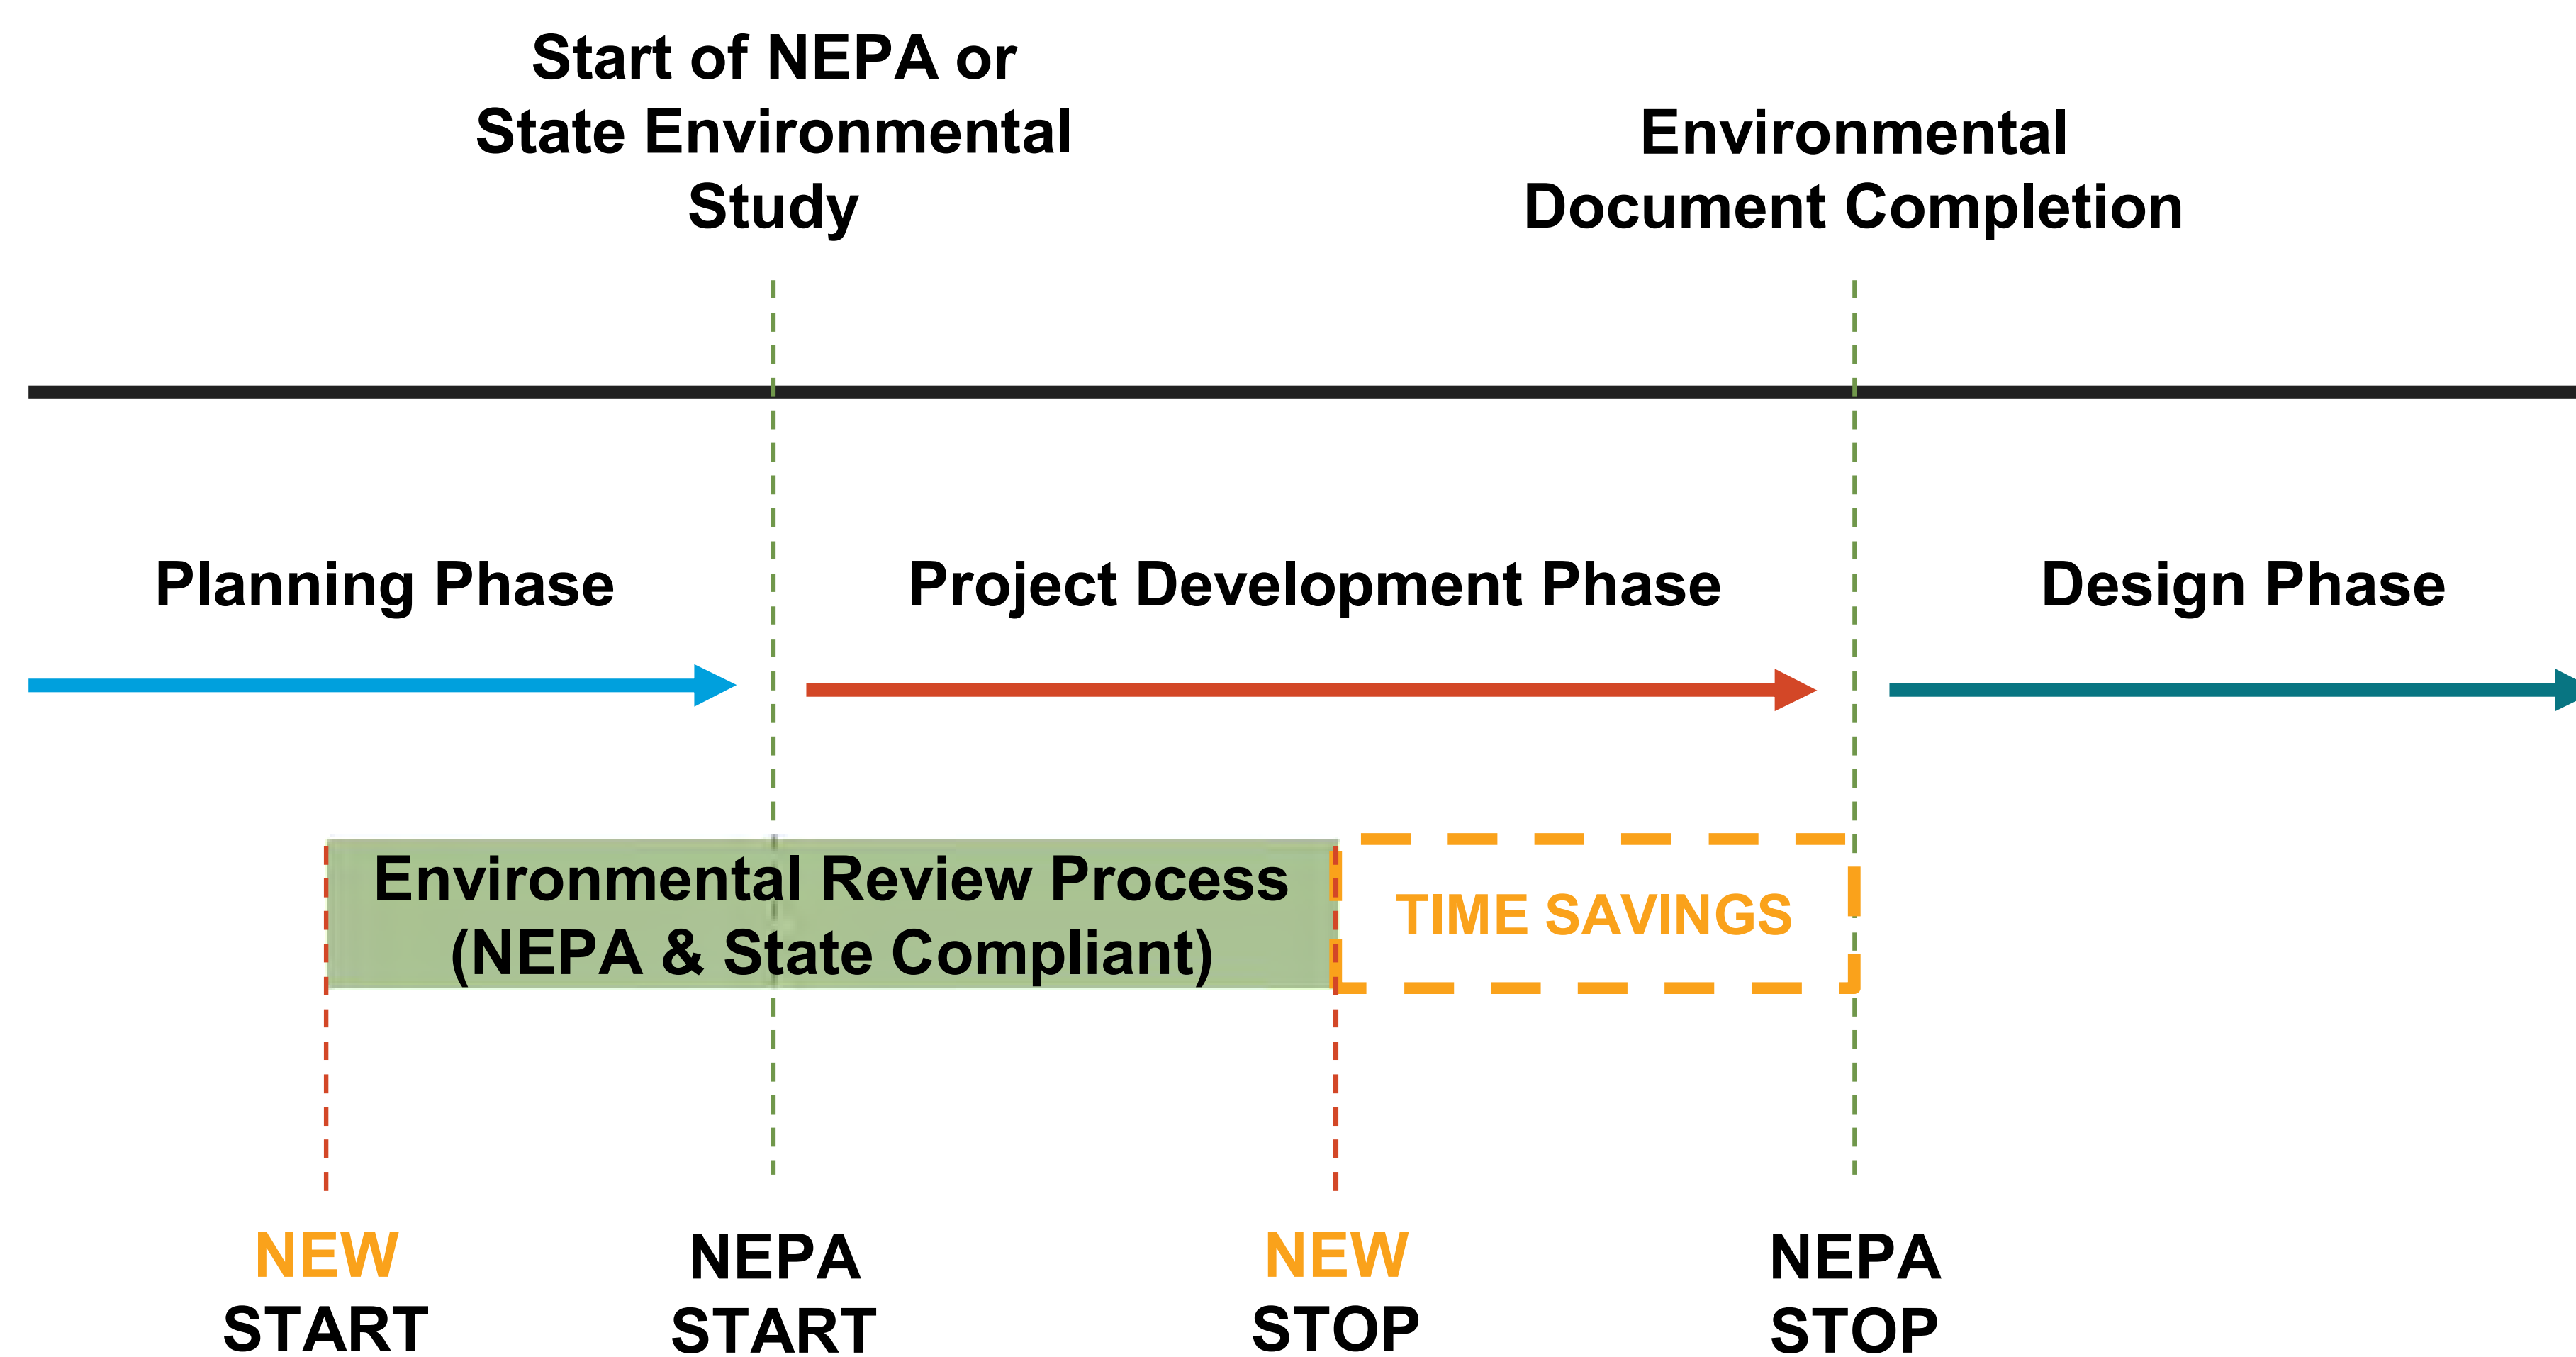 Start of NEPA or
State Environmental
Study
Environmental
Document Completion
Planning Phase
Project Development Phase
Design Phase
Environmental Review Process
(NEPA & State Compliant)
TIME SAVINGS
NEW
START
NEPA
START
NEW
STOP
NEPA
STOP